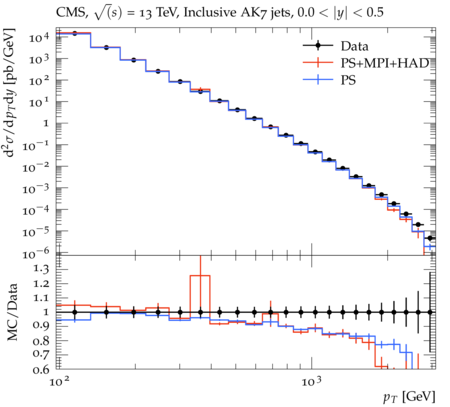 CMS, √(s) = 13 TeV, Inclusive AK7 jets, 0.0 < |y| < 0.5
d²σ/dp_T dy [pb/GeV]
10⁴
10³
10²
10¹
1
10⁻¹
10⁻²
10⁻³
10⁻⁴
10⁻⁵
10⁻⁶
Data
PS+MPI+HAD
PS
MC/Data
1.3
1.2
1.1
1
0.9
0.8
0.7
0.6
10² 10³
p_T [GeV]